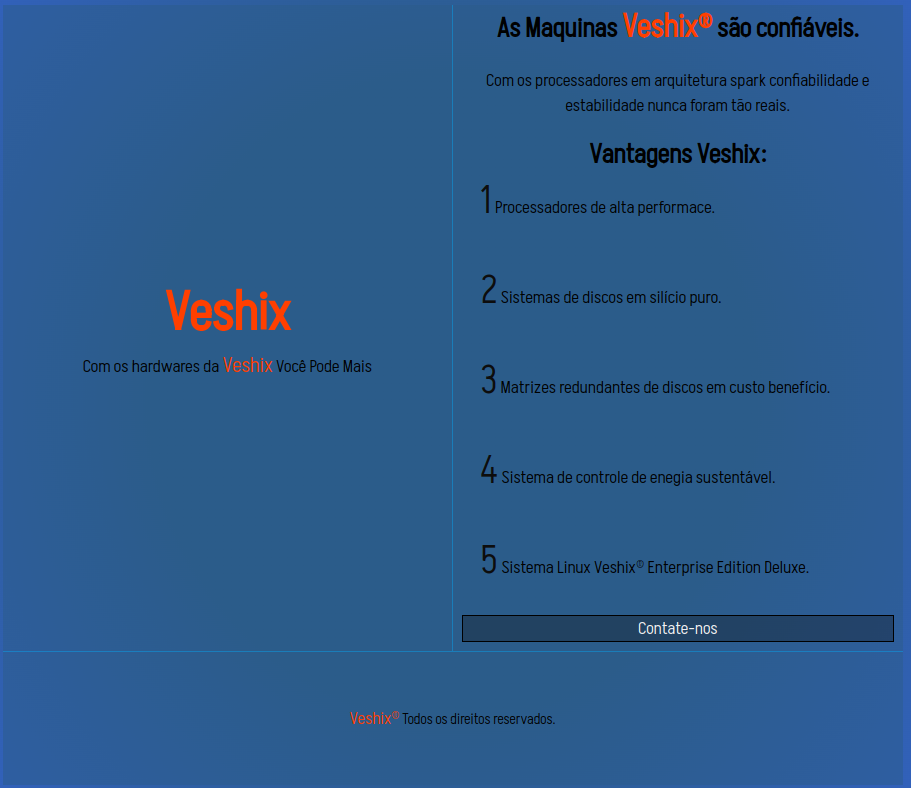 Veshix
Com os hardwares da Veshix Você Pode Mais
As Maquinas Veshix® são confiáveis.
Com os processadores em arquitetura spark confiabilidade e
estabilidade nunca foram tão reais.
Vantagens Veshix:
1 Processadores de alta performace.
2 Sistemas de discos em silício puro.
3 Matrizes redundantes de discos em custo benefício.
4 Sistema de controle de enegia sustentável.
5 Sistema Linux Veshix® Enterprise Edition Deluxe.
Contate-nos
Veshix® Todos os direitos reservados.